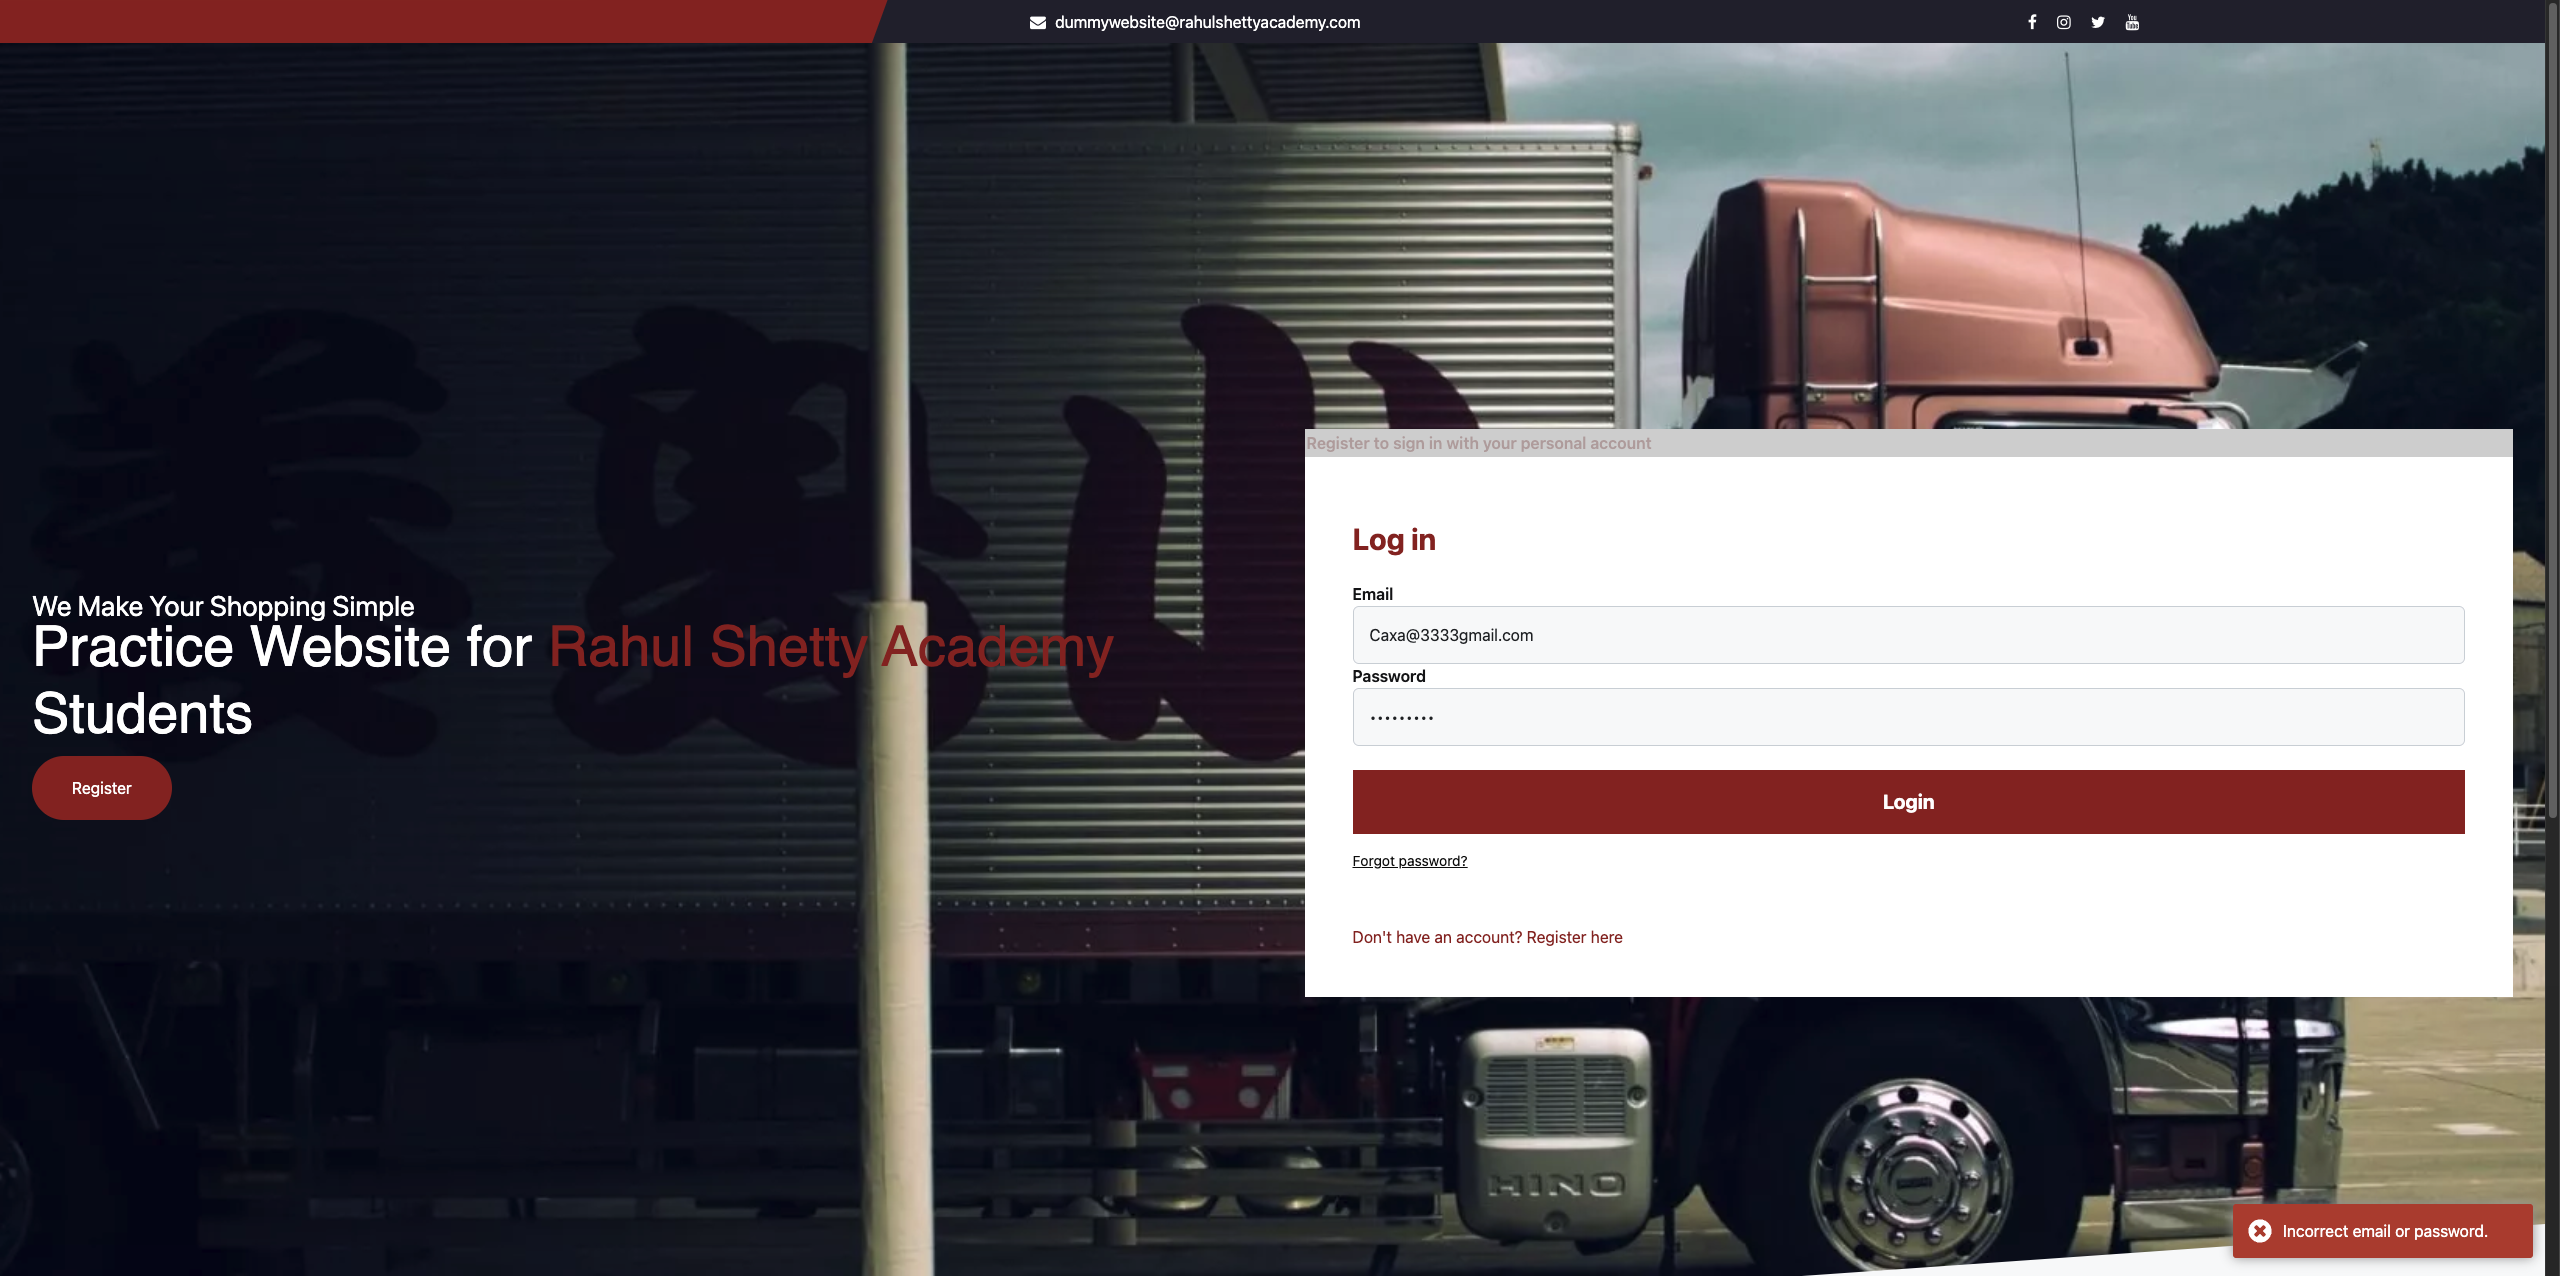 dummywebsite@rahulshettyacademy.com
Register to sign in with your personal account
Log in
Email
Caxa@3333gmail.com
Password
We Make Your Shopping Simple
Practice Website for Rahul Shetty Academy
Students
Register
Login
Forgot password?
Don't have an account? Register here
HINO
Incorrect email or password.